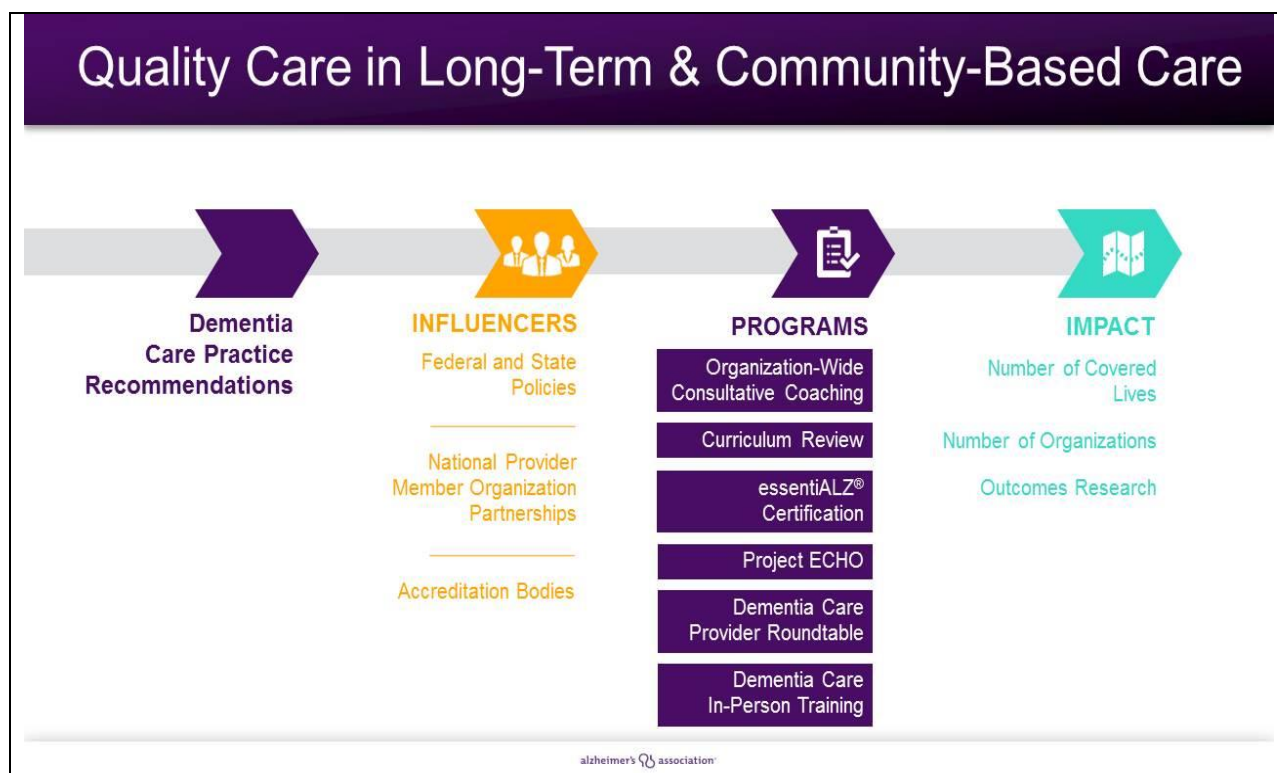 Quality Care in Long-Term & Community-Based Care
Dementia
Care Practice
Recommendations
INFLUENCERS
Federal and State
Policies
National Provider
Member Organization
Partnerships
Accreditation Bodies
PROGRAMS
Organization-Wide
Consultative Coaching
Curriculum Review
essentiALZ®
Certification
Project ECHO
Dementia Care
Provider Roundtable
Dementia Care
In-Person Training
IMPACT
Number of Covered
Lives
Number of Organizations
Outcomes Research
alzheimer's association